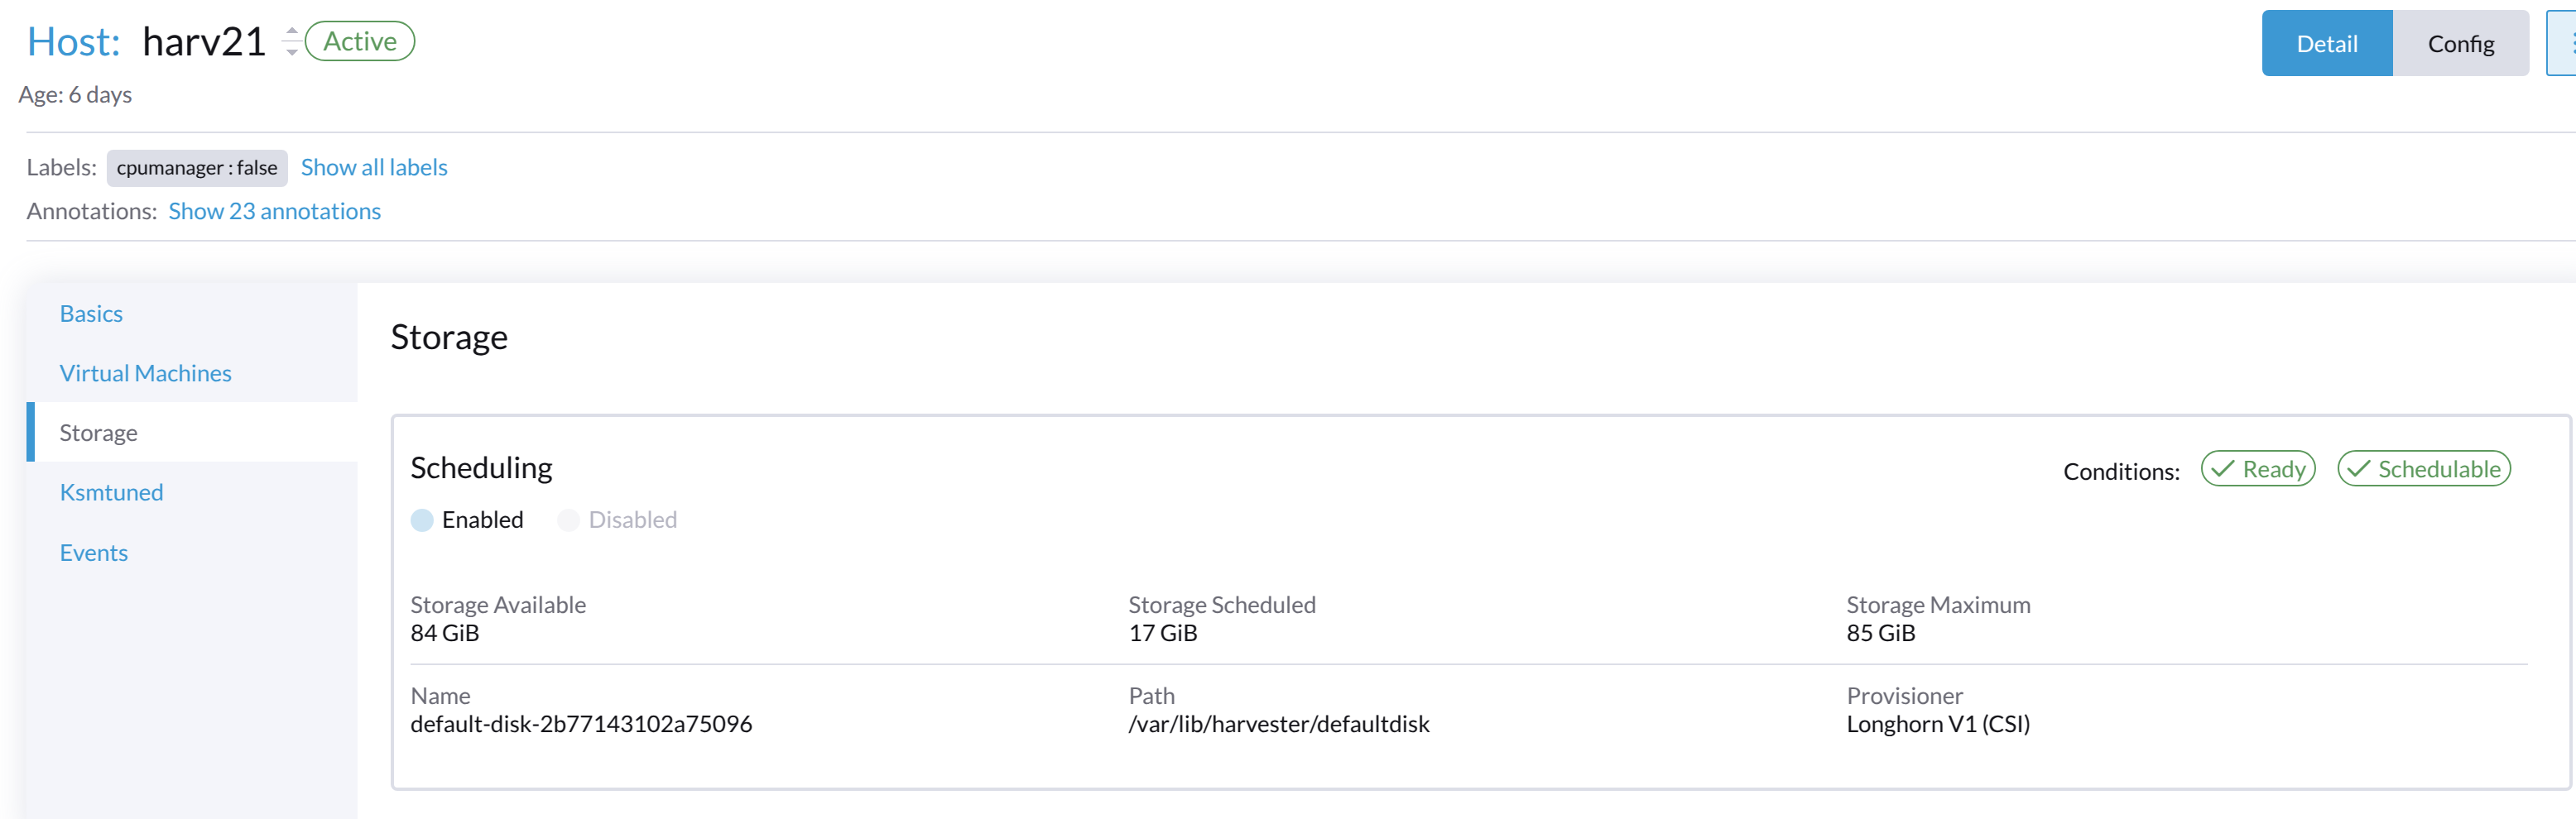 Host: harv21 Active
Detail Config
Age: 6 days
Labels: cpumanager : false Show all labels
Annotations: Show 23 annotations
Basics
Virtual Machines
Storage
Ksmtuned
Events
Storage
Scheduling
Conditions: Ready Schedulable
Enabled Disabled
Storage Available Storage Scheduled Storage Maximum
84 GiB 17 GiB 85 GiB
Name Path Provisioner
default-disk-2b77143102a75096 /var/lib/harvester/defaultdisk Longhorn V1 (CSI)